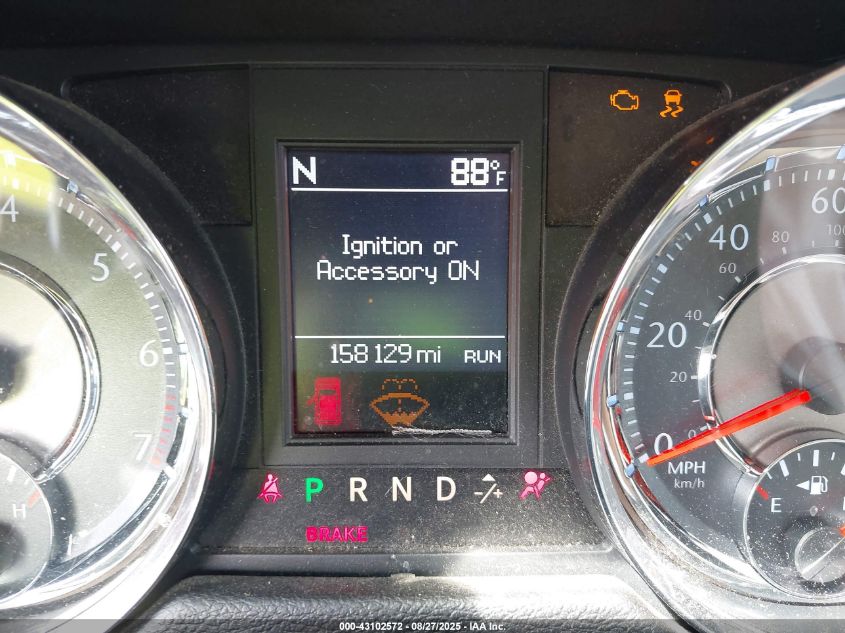 N 88°F
Ignition or
Accessory ON
158129 mi RUN
4
5
6
7
H
P R N D -/+
BRAKE
0
20
40
60
0
20
40
60
80
100
MPH
km/h
E
000-43102572 - 08/27/2025 - IAA Inc.